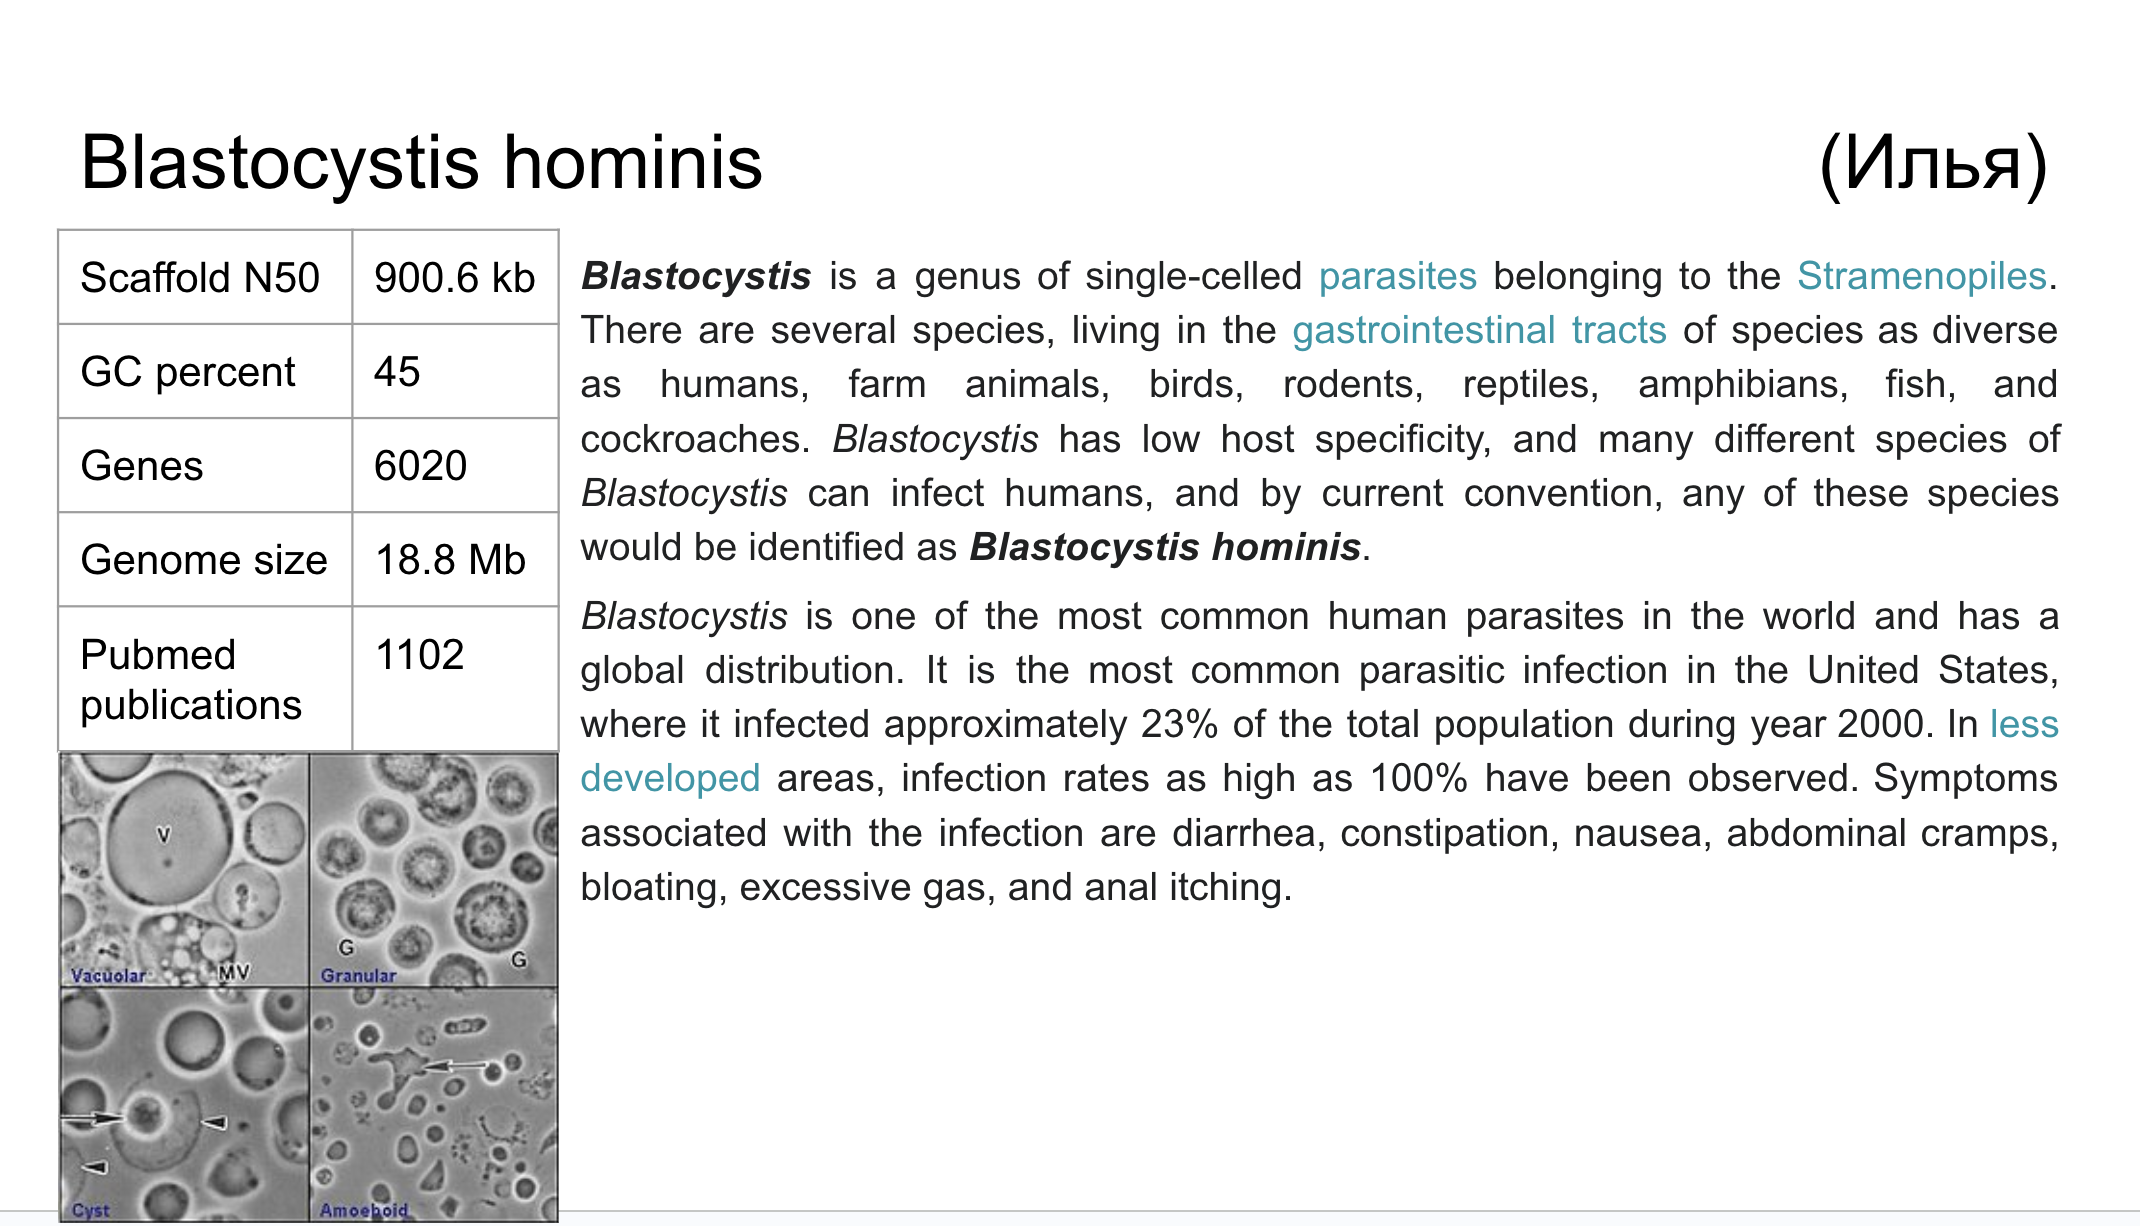 Blastocystis hominis (Илья)
Scaffold N50 900.6 kb
GC percent 45
Genes 6020
Genome size 18.8 Mb
Pubmed 1102
publications
Blastocystis is a genus of single-celled parasites belonging to the Stramenopiles.
There are several species, living in the gastrointestinal tracts of species as diverse
as humans, farm animals, birds, rodents, reptiles, amphibians, fish, and
cockroaches. Blastocystis has low host specificity, and many different species of
Blastocystis can infect humans, and by current convention, any of these species
would be identified as Blastocystis hominis.
Blastocystis is one of the most common human parasites in the world and has a
global distribution. It is the most common parasitic infection in the United States,
where it infected approximately 23% of the total population during year 2000. In less
developed areas, infection rates as high as 100% have been observed. Symptoms
associated with the infection are diarrhea, constipation, nausea, abdominal cramps,
bloating, excessive gas, and anal itching.
V
MV
Vacuolar
G
G
Granular
Cyst
Amoeboid